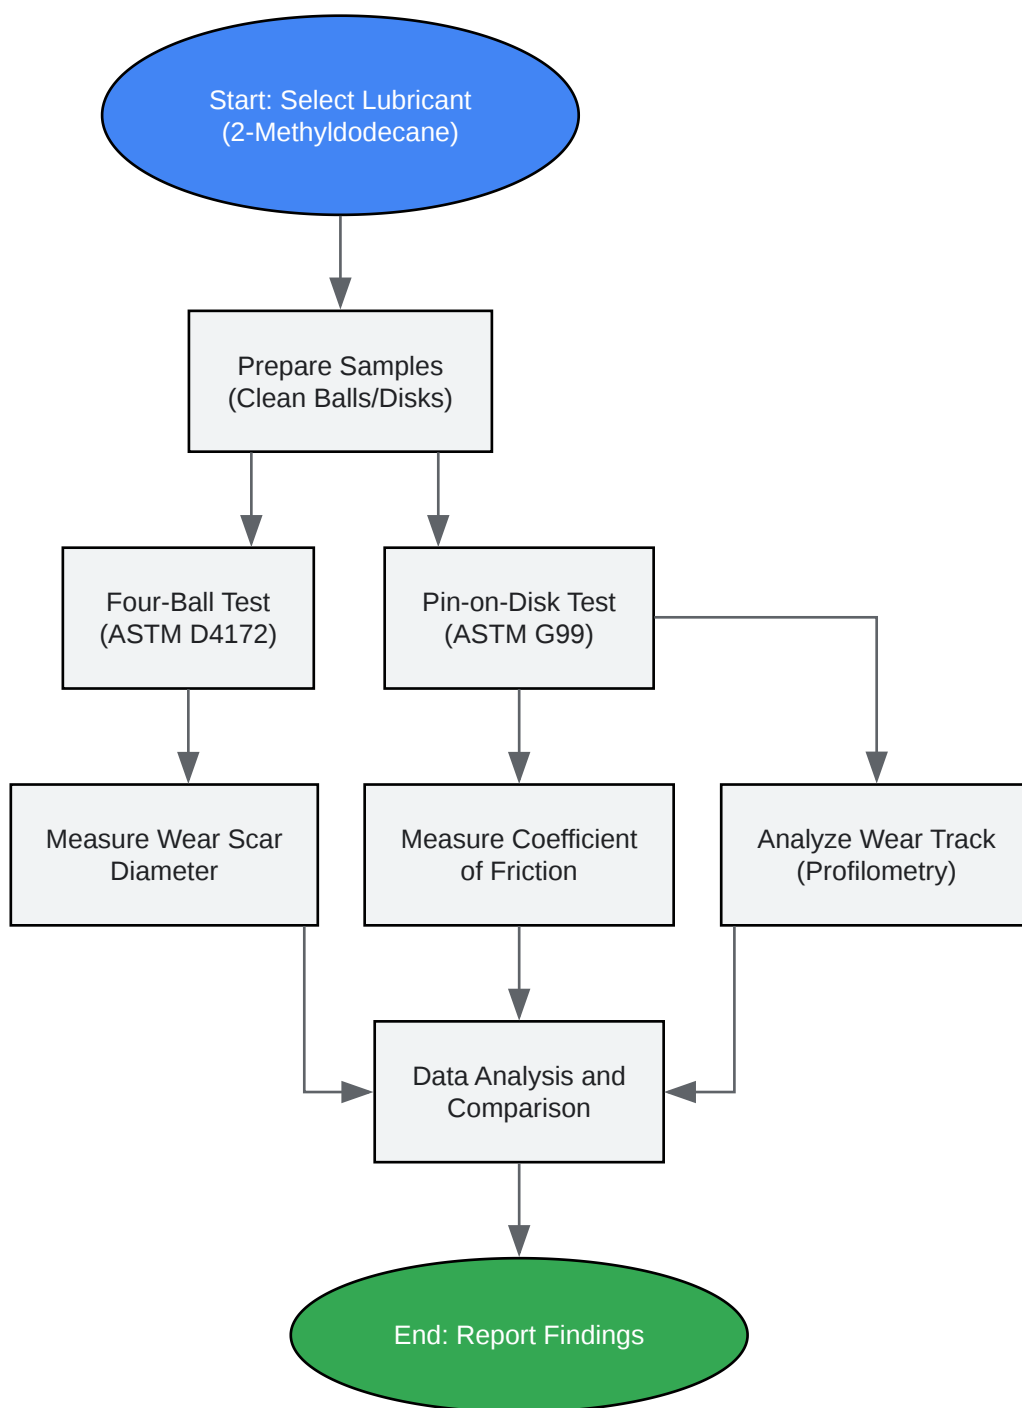 Start: Select Lubricant
(2-Methyldodecane)
Prepare Samples
(Clean Balls/Disks)
Four-Ball Test
(ASTM D4172)
Pin-on-Disk Test
(ASTM G99)
Measure Wear Scar
Diameter
Measure Coefficient
of Friction
Analyze Wear Track
(Profilometry)
Data Analysis and
Comparison
End: Report Findings